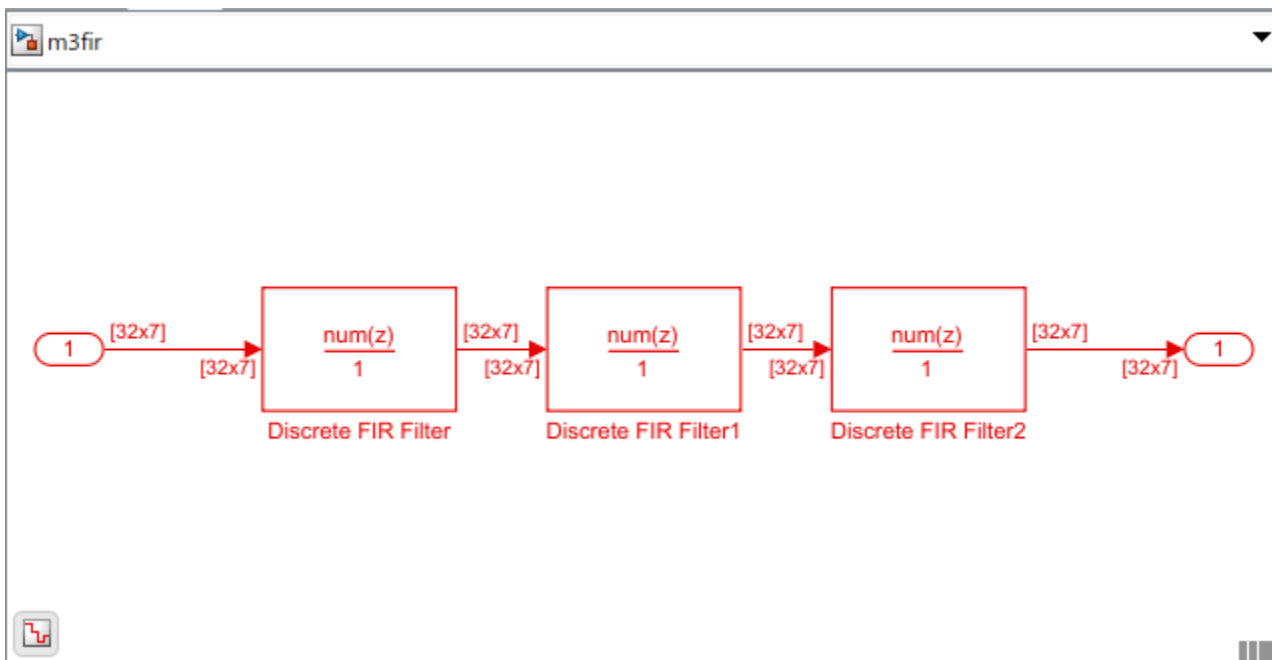 m3fir
1
[32x7]
[32x7]
num(z)
1
Discrete FIR Filter
[32x7]
[32x7]
num(z)
1
Discrete FIR Filter1
[32x7]
[32x7]
num(z)
1
Discrete FIR Filter2
[32x7]
[32x7]
1